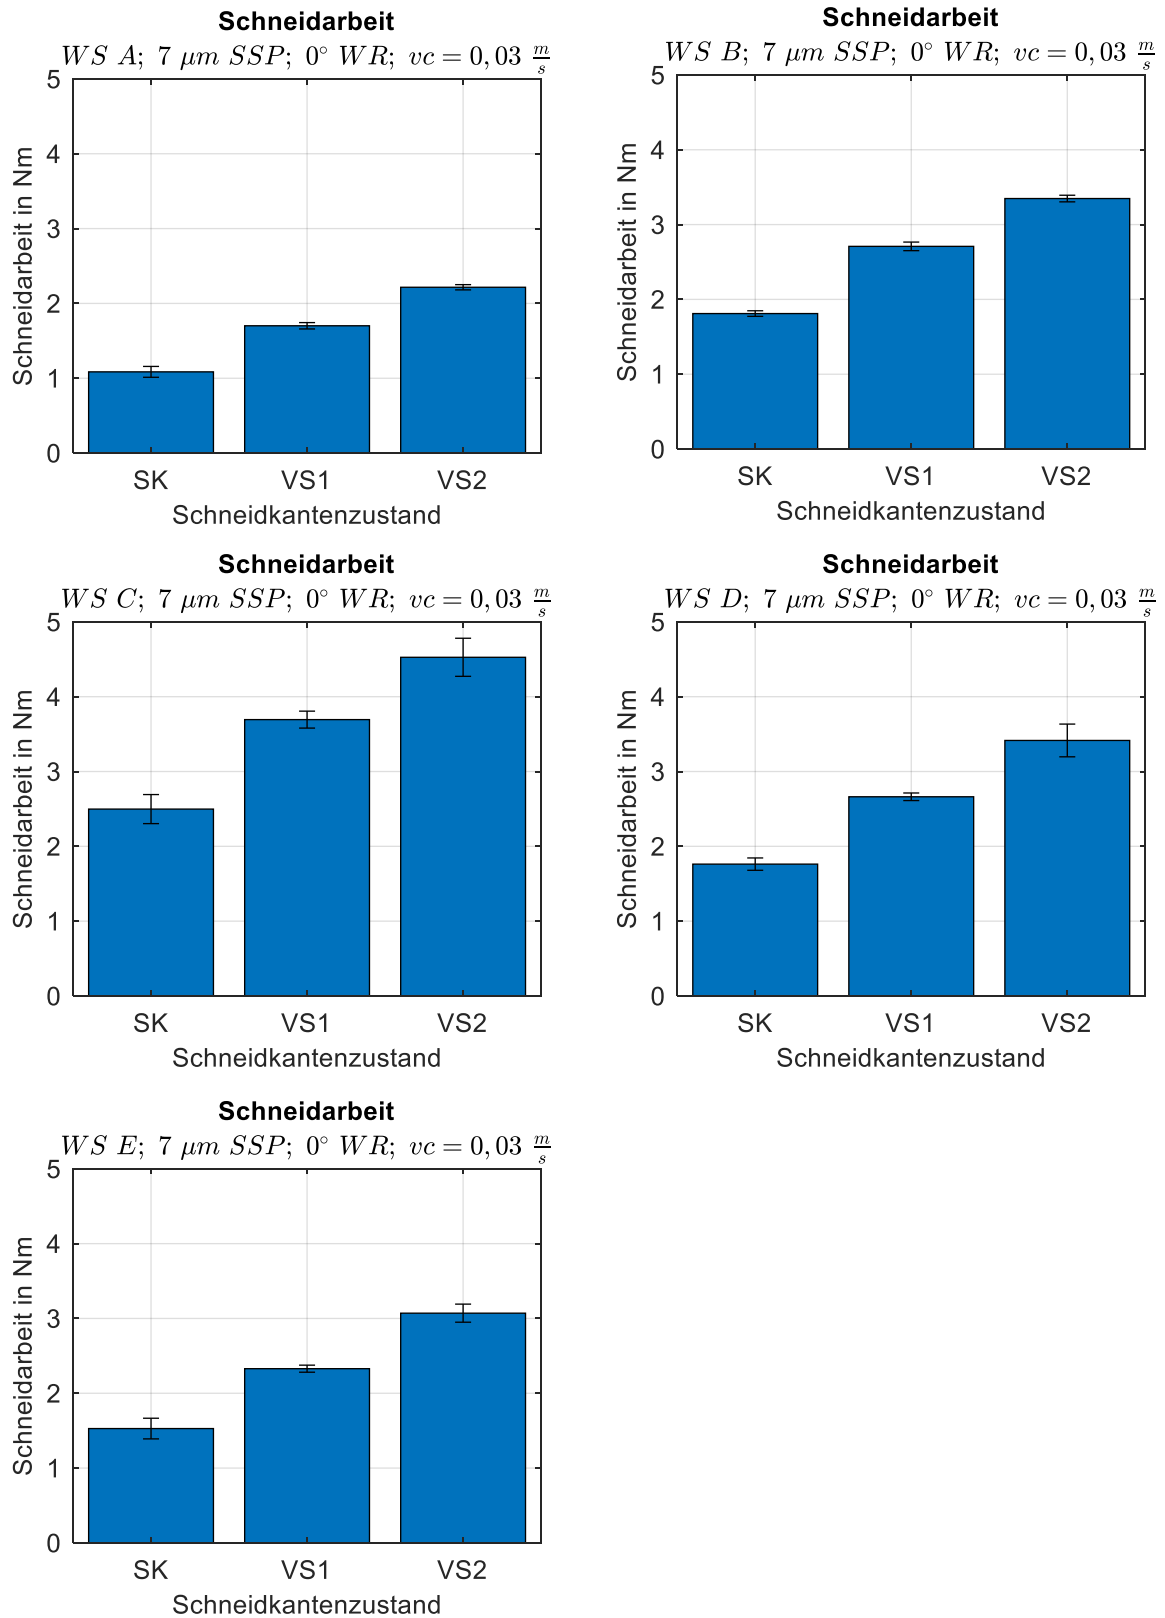 Schneidarbeit
WS A; 7 μm SSP; 0° WR; vc = 0,03 m/s
Schneidarbeit in Nm
5
4
3
2
1
0
SK VS1 VS2
Schneidkantenzustand
Schneidarbeit
WS B; 7 μm SSP; 0° WR; vc = 0,03 m/s
Schneidarbeit in Nm
5
4
3
2
1
0
SK VS1 VS2
Schneidkantenzustand
Schneidarbeit
WS C; 7 μm SSP; 0° WR; vc = 0,03 m/s
Schneidarbeit in Nm
5
4
3
2
1
0
SK VS1 VS2
Schneidkantenzustand
Schneidarbeit
WS D; 7 μm SSP; 0° WR; vc = 0,03 m/s
Schneidarbeit in Nm
5
4
3
2
1
0
SK VS1 VS2
Schneidkantenzustand
Schneidarbeit
WS E; 7 μm SSP; 0° WR; vc = 0,03 m/s
Schneidarbeit in Nm
5
4
3
2
1
0
SK VS1 VS2
Schneidkantenzustand